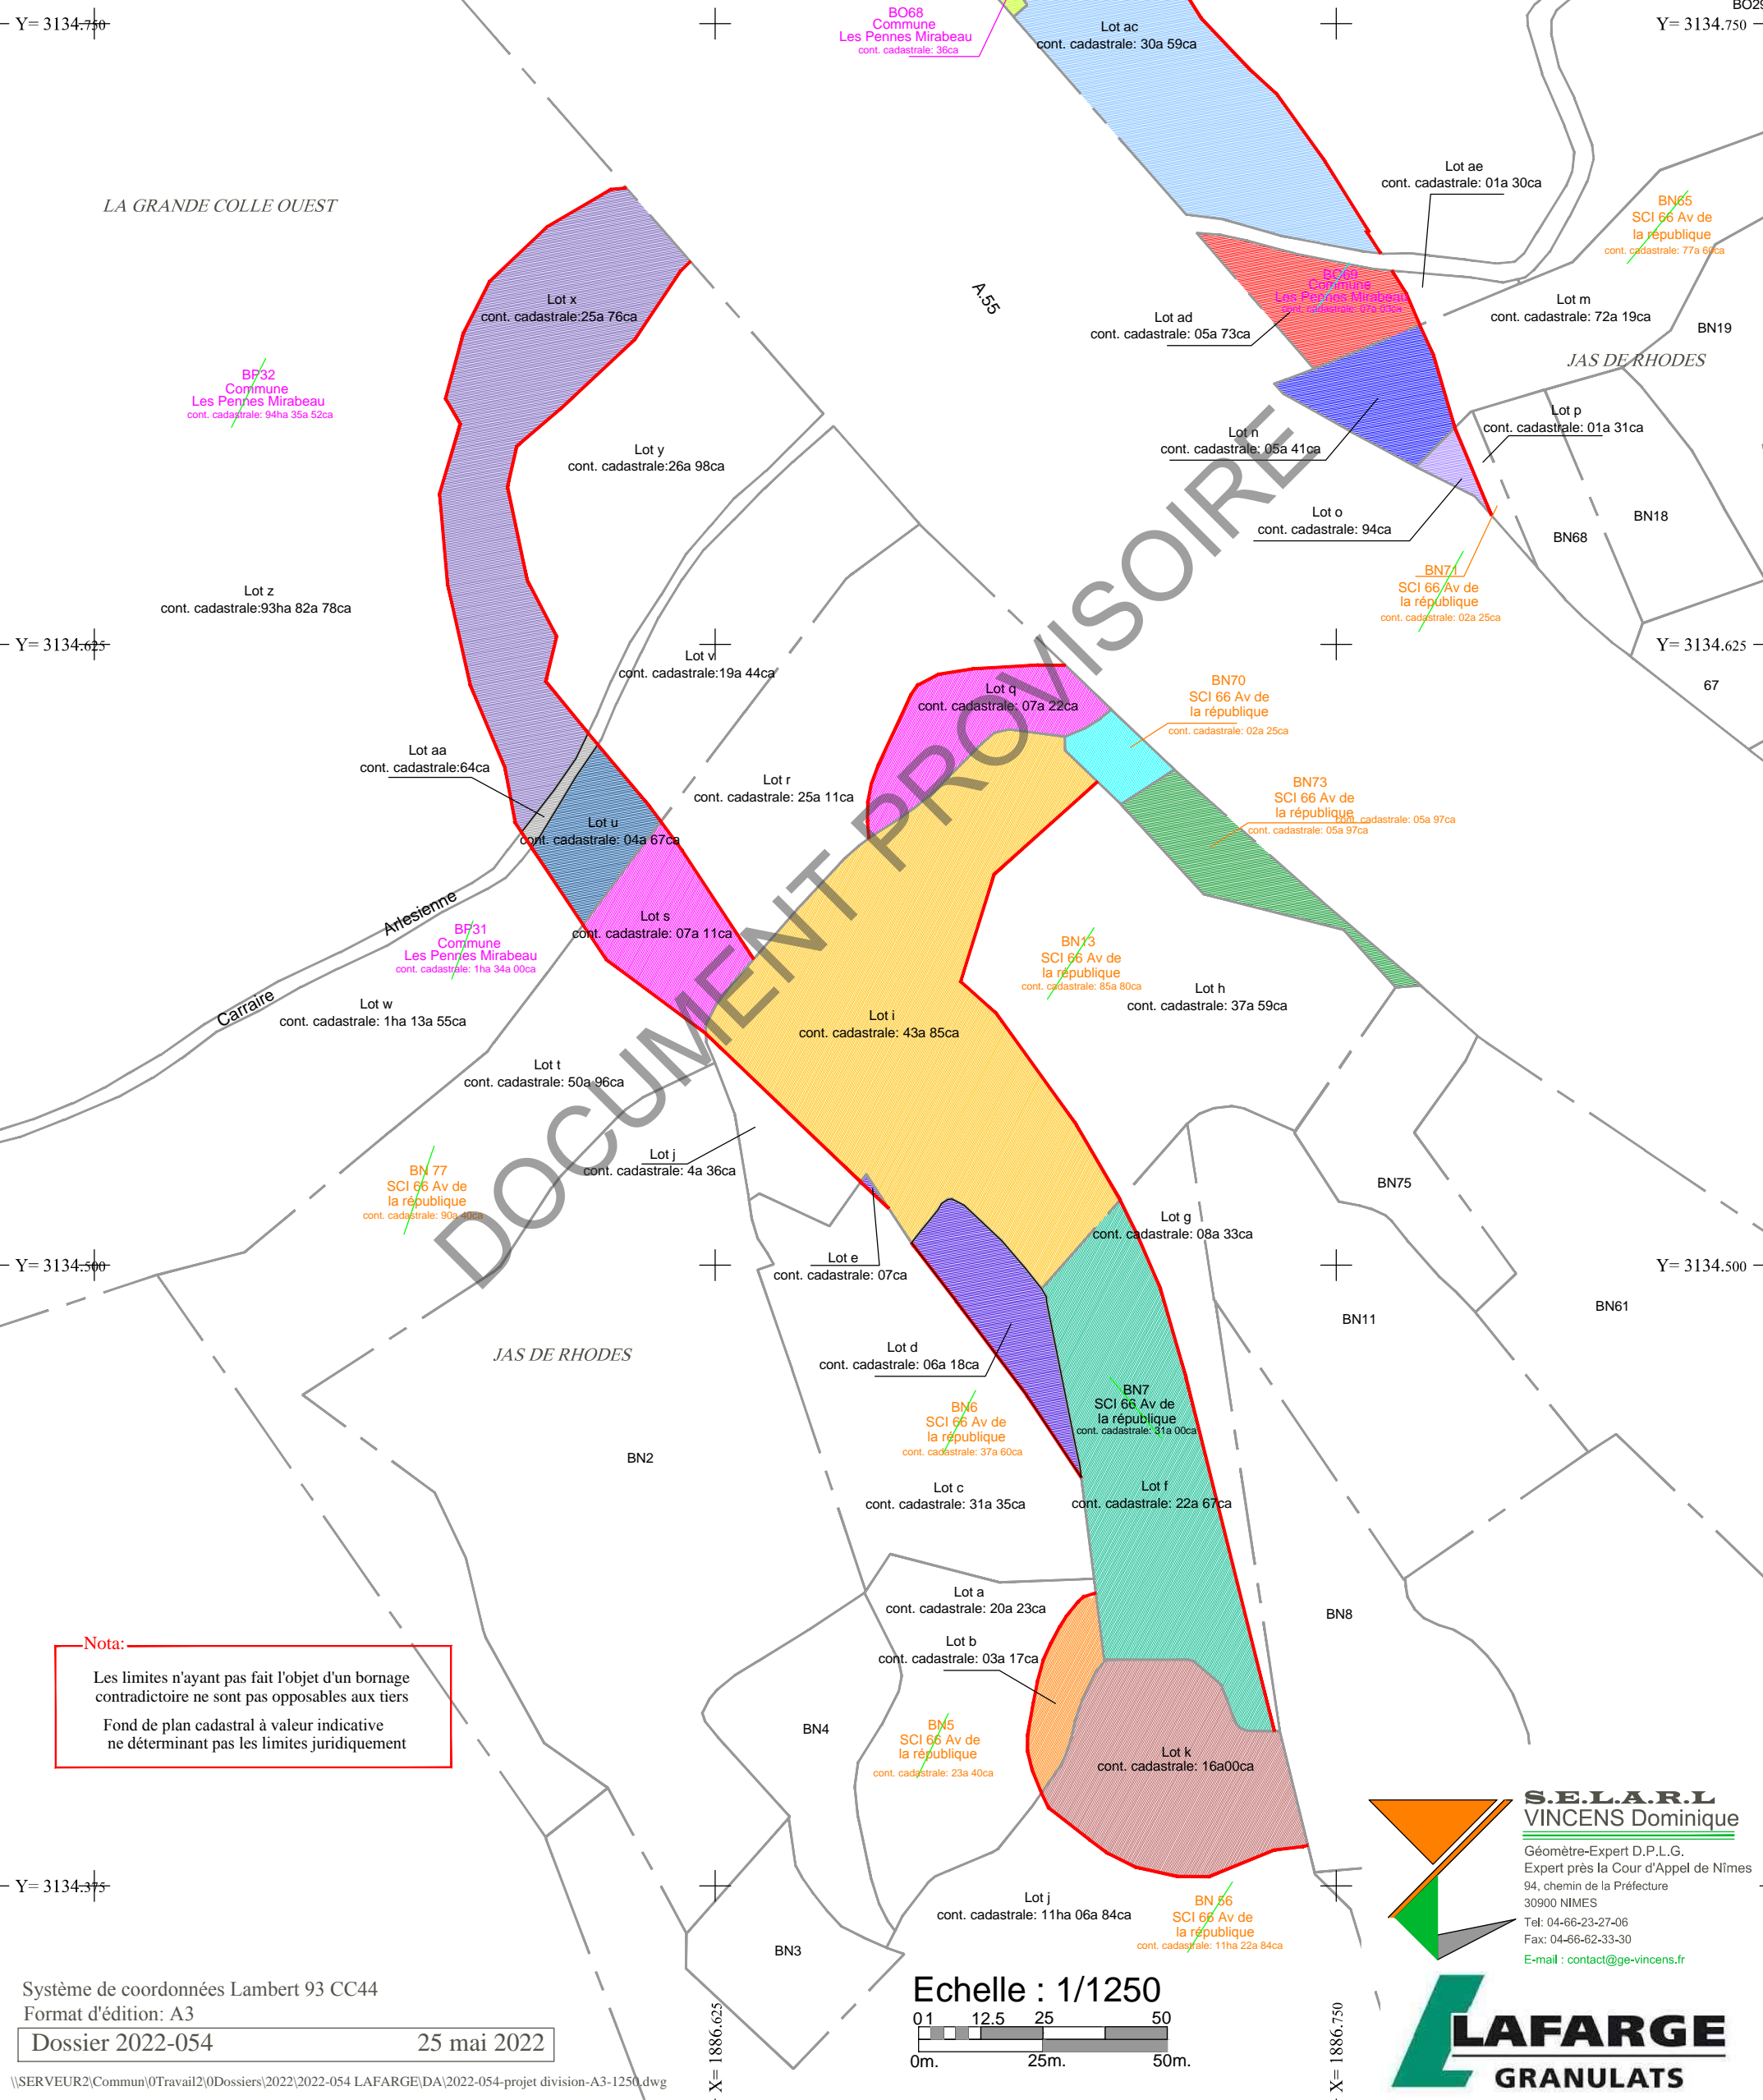 Y= 3134.750
BO68
Commune
Les Pennes Mirabeau
cont. cadastrale: 36ca
Lot ac
cont. cadastrale: 30a 59ca
BO29
Y= 3134.750
LA GRANDE COLLE OUEST
Lot ae
cont. cadastrale: 01a 30ca
BN65
SCI 66 Av de
la république
cont. cadastrale: 77a 69ca
Lot x
cont. cadastrale:25a 76ca
A.55
BO69
Commune
Les Pennes Mirabeau
cont. cadastrale: 07a 03ca
Lot ad
cont. cadastrale: 05a 73ca
Lot m
cont. cadastrale: 72a 19ca
BN19
JAS DE RHODES
BP32
Commune
Les Pennes Mirabeau
cont. cadastrale: 94ha 35a 52ca
Lot y
cont. cadastrale:26a 98ca
Lot n
cont. cadastrale: 05a 41ca
Lot p
cont. cadastrale: 01a 31ca
Lot o
cont. cadastrale: 94ca
BN18
BN68
BN71
SCI 66 Av de
la république
cont. cadastrale: 02a 25ca
Lot z
cont. cadastrale:93ha 82a 78ca
Y= 3134.625
Y= 3134.625
67
Lot v
cont. cadastrale:19a 44ca
Lot q
cont. cadastrale: 07a 22ca
BN70
SCI 66 Av de
la république
cont. cadastrale: 02a 25ca
Lot aa
cont. cadastrale:64ca
Lot r
cont. cadastrale: 25a 11ca
BN73
SCI 66 Av de
la république
cont. cadastrale: 05a 97ca
cont. cadastrale: 05a 97ca
Lot u
cont. cadastrale: 04a 67ca
DOCUMENT PROVISOIRE
Arlesienne
Carraire
Lot s
cont. cadastrale: 07a 11ca
BP31
Commune
Les Pennes Mirabeau
cont. cadastrale: 1ha 34a 00ca
BN13
SCI 66 Av de
la république
cont. cadastrale: 85a 80ca
Lot h
cont. cadastrale: 37a 59ca
Lot w
cont. cadastrale: 1ha 13a 55ca
Lot i
cont. cadastrale: 43a 85ca
Lot t
cont. cadastrale: 50a 96ca
Lot j
cont. cadastrale: 4a 36ca
BN 77
SCI 66 Av de
la république
cont. cadastrale: 90a 40ca
BN75
Lot g
cont. cadastrale: 08a 33ca
Lot e
cont. cadastrale: 07ca
Y= 3134.500
Y= 3134.500
BN61
BN11
JAS DE RHODES
Lot d
cont. cadastrale: 06a 18ca
BN7
SCI 66 Av de
la république
cont. cadastrale: 31a 00ca
BN6
SCI 66 Av de
la république
cont. cadastrale: 37a 60ca
BN2
Lot c
cont. cadastrale: 31a 35ca
Lot f
cont. cadastrale: 22a 67ca
Lot a
cont. cadastrale: 20a 23ca
BN8
Lot b
cont. cadastrale: 03a 17ca
Nota:
Les limites n'ayant pas fait l'objet d'un bornage
contradictoire ne sont pas opposables aux tiers
Fond de plan cadastral à valeur indicative
ne déterminant pas les limites juridiquement
BN4
BN5
SCI 66 Av de
la république
cont. cadastrale: 23a 40ca
Lot k
cont. cadastrale: 16a00ca
S.E.L.A.R.L
VINCENS Dominique
Géomètre-Expert D.P.L.G.
Expert près la Cour d'Appel de Nîmes
94, chemin de la Préfecture
30900 NIMES
Tel: 04-66-23-27-06
Fax: 04-66-62-33-30
E-mail : contact@ge-vincens.fr
Y= 3134.375
Lot j
cont. cadastrale: 11ha 06a 84ca
BN 56
SCI 66 Av de
la république
cont. cadastrale: 11ha 22a 84ca
BN3
Système de coordonnées Lambert 93 CC44
Format d'édition: A3
Dossier 2022-054 25 mai 2022
\\SERVEUR2\Commun\0Travail2\0Dossiers\2022\2022-054 LAFARGE\DA\2022-054-projet division-A3-1250.dwg
X= 1886.625
Echelle : 1/1250
0 1 12.5 25 50
0m. 25m. 50m.
X= 1886.750
LAFARGE
GRANULATS